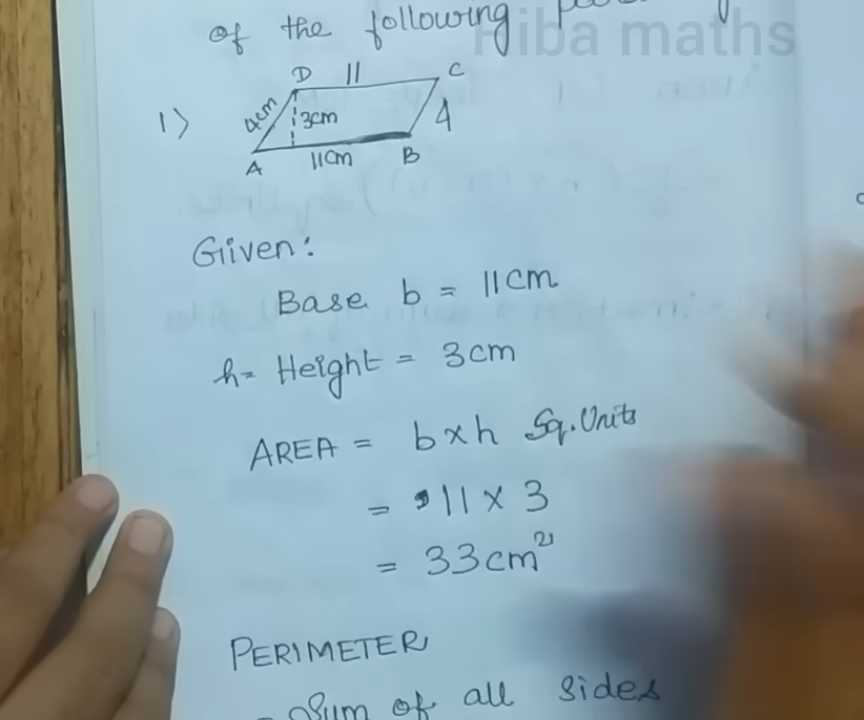 of the following
Hiba maths
1)
D 11 C
4cm 3cm 4
A 11cm B
Given:
Base b = 11cm
h = Height = 3cm
AREA = b×h Sq. Units
= 11 × 3
= 33cm²
PERIMETER
= Sum of all sides